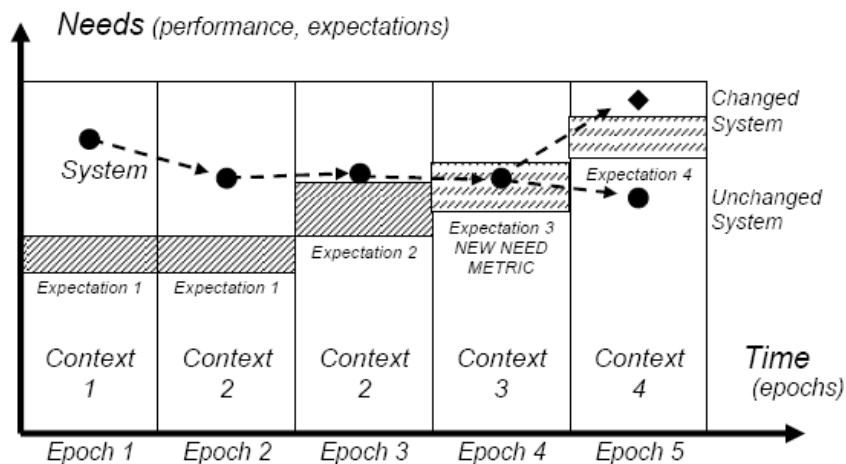 Needs (performance, expectations)
Changed
System
System
Unchanged
System
Expectation 1
Expectation 1
Expectation 2
Expectation 3
NEW NEED
METRIC
Expectation 4
Context
1
Context
2
Context
2
Context
3
Context
4
Time
(epochs)
Epoch 1
Epoch 2
Epoch 3
Epoch 4
Epoch 5